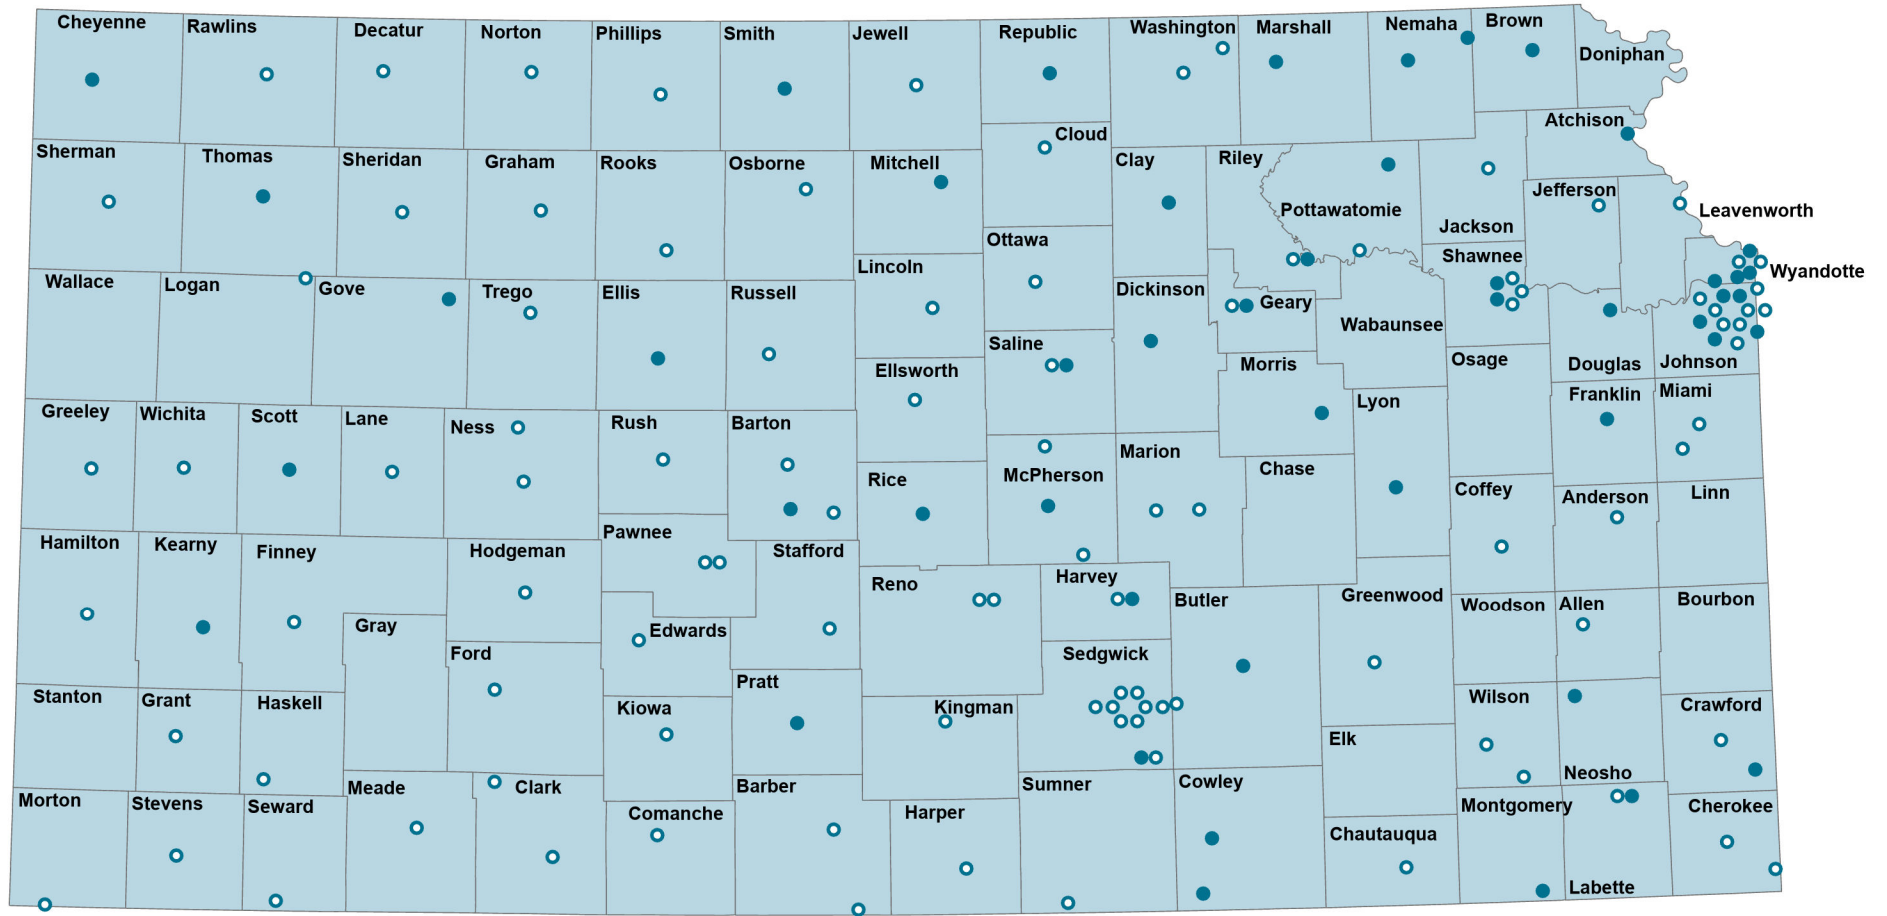 Cheyenne
Rawlins
Decatur
Norton
Phillips
Smith
Jewell
Republic
Washington
Marshall
Nemaha
Brown
Doniphan
Sherman
Thomas
Sheridan
Graham
Rooks
Osborne
Mitchell
Cloud
Clay
Riley
Pottawatomie
Jackson
Atchison
Jefferson
Leavenworth
Wyandotte
Wallace
Logan
Gove
Trego
Ellis
Russell
Lincoln
Ottawa
Dickinson
Geary
Wabaunsee
Shawnee
Douglas
Johnson
Greeley
Wichita
Scott
Lane
Ness
Rush
Barton
Ellsworth
Saline
Morris
Lyon
Osage
Franklin
Miami
Rice
McPherson
Marion
Chase
Coffey
Anderson
Linn
Hamilton
Kearny
Finney
Hodgeman
Pawnee
Stafford
Reno
Harvey
Butler
Greenwood
Woodson
Allen
Bourbon
Gray
Ford
Edwards
Sedgwick
Stanton
Grant
Haskell
Kiowa
Pratt
Kingman
Elk
Wilson
Neosho
Crawford
Morton
Stevens
Seward
Meade
Clark
Comanche
Barber
Harper
Sumner
Cowley
Chautauqua
Montgomery
Labette
Cherokee